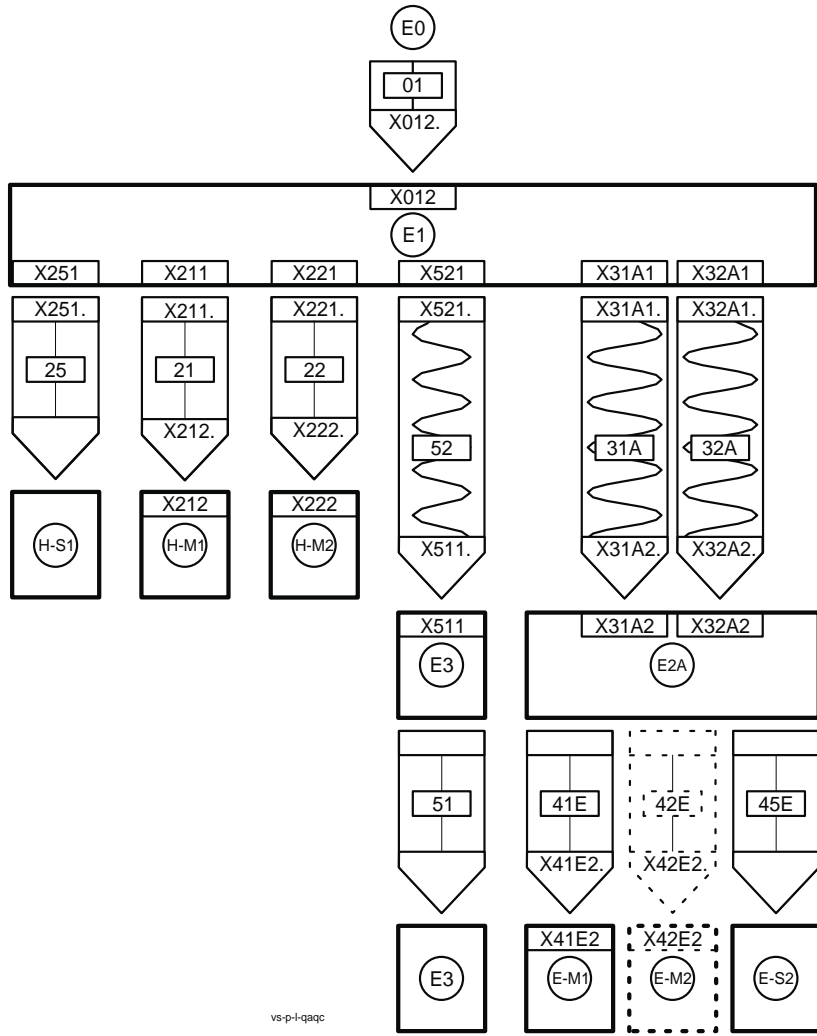 E0
01
X012.
X012
E1
X251 X211 X221 X521 X31A1 X32A1
X251. X211. X221. X521. X31A1. X32A1.
25 21 22
X212. X222.
52 31A 32A
X212 X222
H-S1 H-M1 H-M2
X511. X31A2. X32A2.
X511 X31A2 X32A2
E3 E2A
51 41E 42E 45E
X41E2. X42E2.
X41E2 X42E2
E3 E-M1 E-M2 E-S2
vs-p-l-qaqc